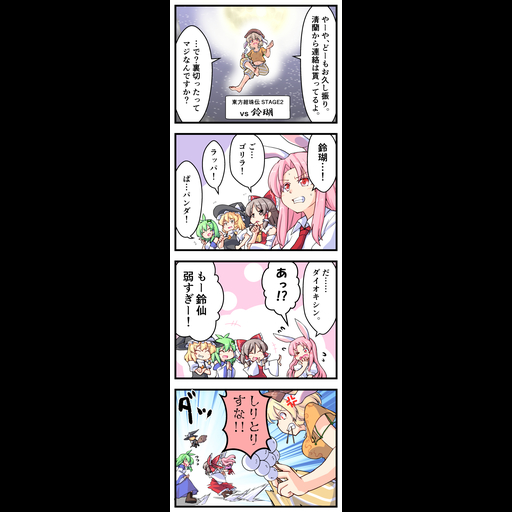 やーや、どーもお久し振り。
清蘭から連絡は貰ってるよ。
…で?裏切ったって
マジなんですか?
東方紺珠伝 STAGE2
vs 鈴瑚
鈴瑚…!
ご…
ゴリラ!
ラッパ!
ぱ…パンダ!
だ……
ダイオキシン。
あっ!?
もー鈴仙
弱すぎー!
しりとり
すな!!
ダッ